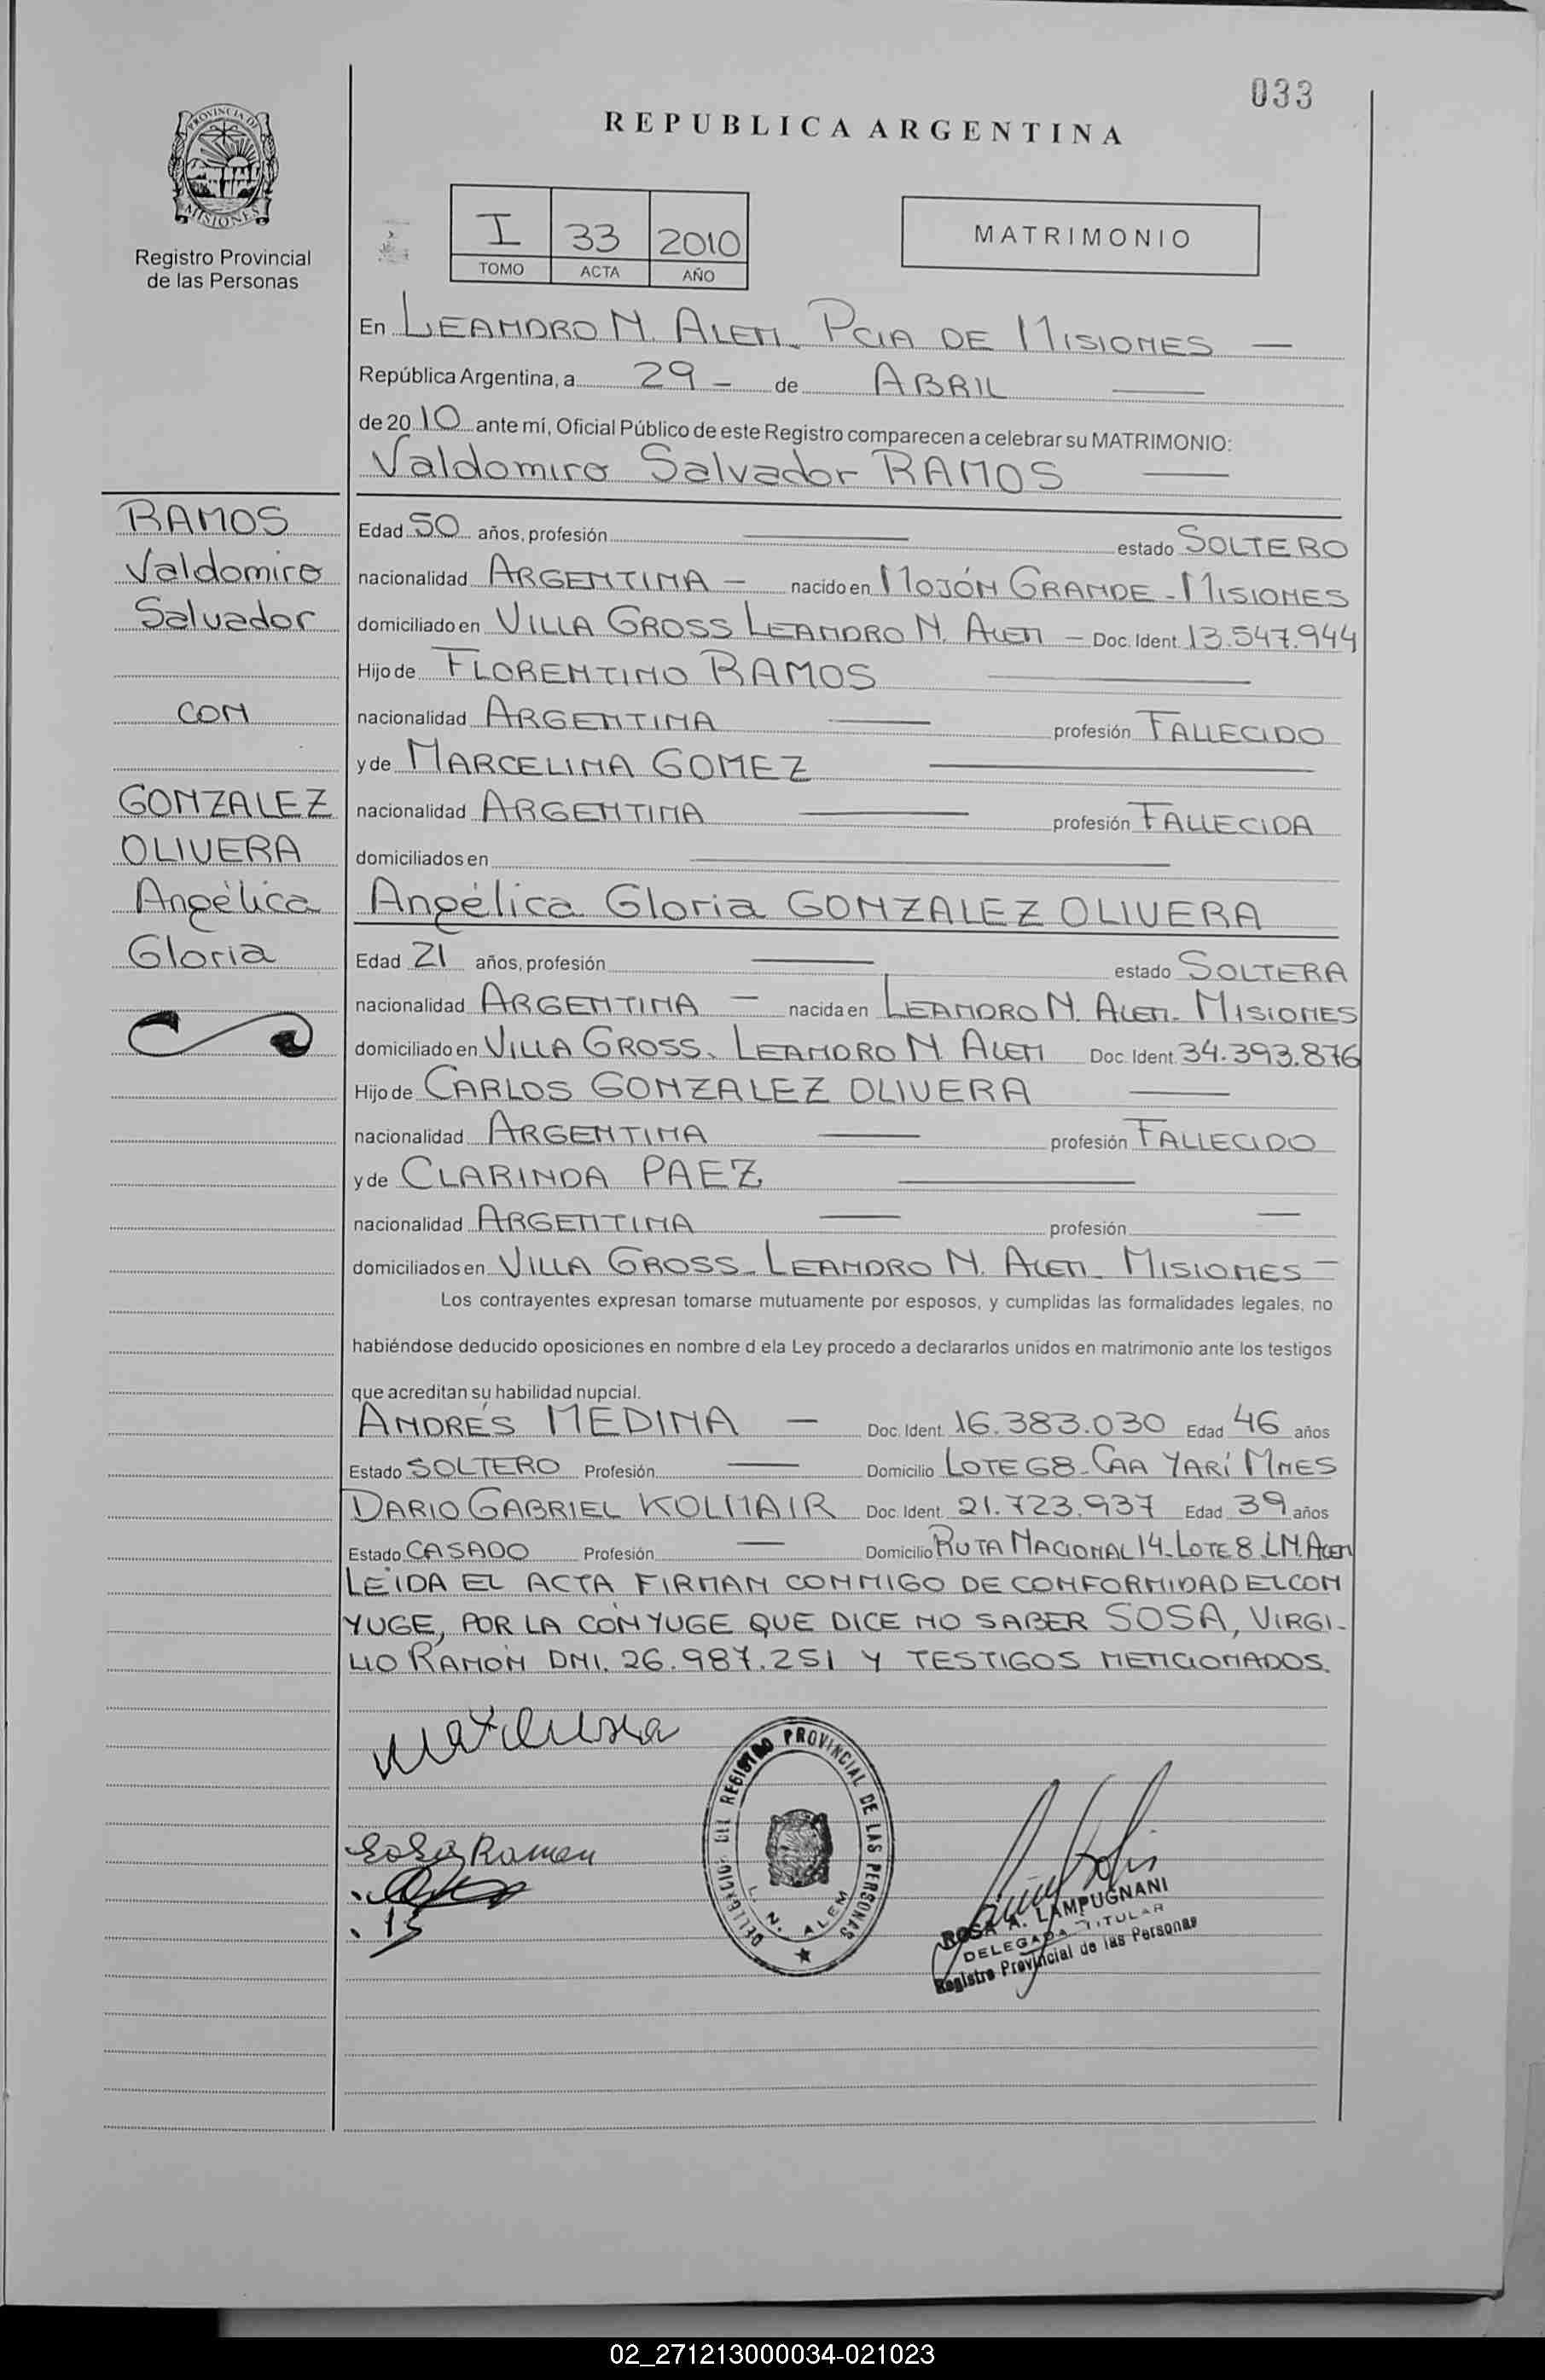 033
REPUBLICA ARGENTINA
PROVINCIA DE
MISIONES
Registro Provincial
de las Personas
I 33 2010
TOMO ACTA AÑO
MATRIMONIO
En LEANDRO N. ALEM. PCIA DE MISIONES —
República Argentina, a 29 - de ABRIL —
de 20 10 ante mí, Oficial Público de este Registro comparecen a celebrar su MATRIMONIO:
Valdomiro Salvador RAMOS —
RAMOS
Valdomiro
Salvador
CON
GONZALEZ
OLIVERA
Angélica
Gloria
Edad 50 años, profesión — estado SOLTERO
nacionalidad ARGENTINA — nacido en MOJÓN GRANDE - MISIONES
domiciliado en VILLA GROSS LEANDRO N. ALEM — Doc. Ident. 13.547.944
Hijo de FLORENTINO RAMOS —
nacionalidad ARGENTINA — profesión FALLECIDO
y de MARCELINA GOMEZ —
nacionalidad ARGENTINA — profesión FALLECIDA
domiciliados en —
Angélica Gloria GONZALEZ OLIVERA
Edad 21 años, profesión — estado SOLTERA
nacionalidad ARGENTINA — nacida en LEANDRO N. ALEM - MISIONES
domiciliado en VILLA GROSS. LEANDRO N ALEM Doc. Ident. 34.393.876
Hijo de CARLOS GONZALEZ OLIVERA —
nacionalidad ARGENTINA — profesión FALLECIDO
y de CLARINDA PAEZ —
nacionalidad ARGENTINA — profesión —
domiciliados en VILLA GROSS - LEANDRO N. ALEM - MISIONES —
Los contrayentes expresan tomarse mutuamente por esposos, y cumplidas las formalidades legales, no
habiéndose deducido oposiciones en nombre d ela Ley procedo a declararlos unidos en matrimonio ante los testigos
que acreditan su habilidad nupcial.
ANDRÉS MEDINA — Doc. Ident. 16.383.030 Edad 46 años
Estado SOLTERO Profesión — Domicilio LOTE 68 - CAA YARÍ MNES
DARIO GABRIEL KOLMAIR Doc. Ident. 21.723.937 Edad 39 años
Estado CASADO Profesión — Domicilio RUTA NACIONAL 14 - LOTE 8 L.N. ALEM
LEÍDA EL ACTA FIRMAN CONMIGO DE CONFORMIDAD EL CON
YUGE, POR LA CONYUGE QUE DICE NO SABER SOSA, VIRGI-
LIO RAMÓN DNI. 26.987.251 Y TESTIGOS MENCIONADOS.
Sosa Ramon
DELEGACION DEL REGISTRO PROVINCIAL DE LAS PERSONAS
L. N. ALEM
ROSA A. LAMPUGNANI
DELEGADA TITULAR
Registro Provincial de las Personas
02_271213000034-021023